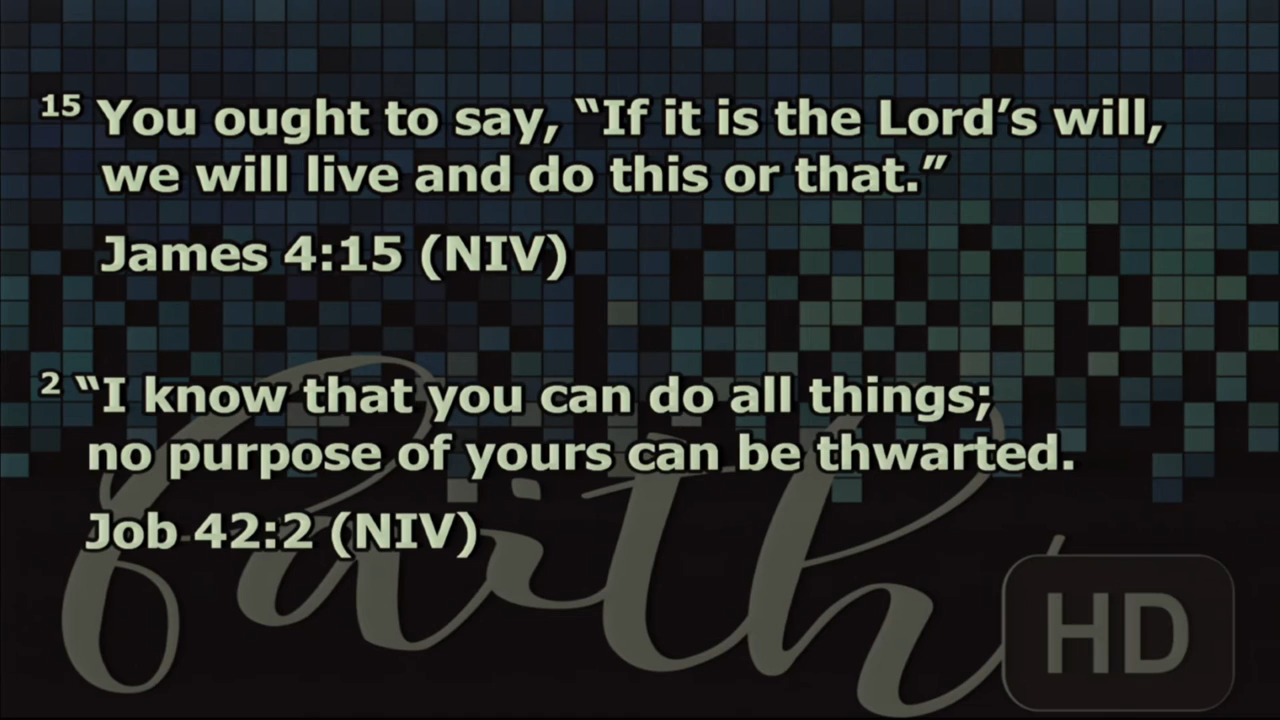 15 You ought to say, “If it is the Lord’s will,
we will live and do this or that.”
James 4:15 (NIV)
2 “I know that you can do all things;
no purpose of yours can be thwarted.
Job 42:2 (NIV)
faith
HD